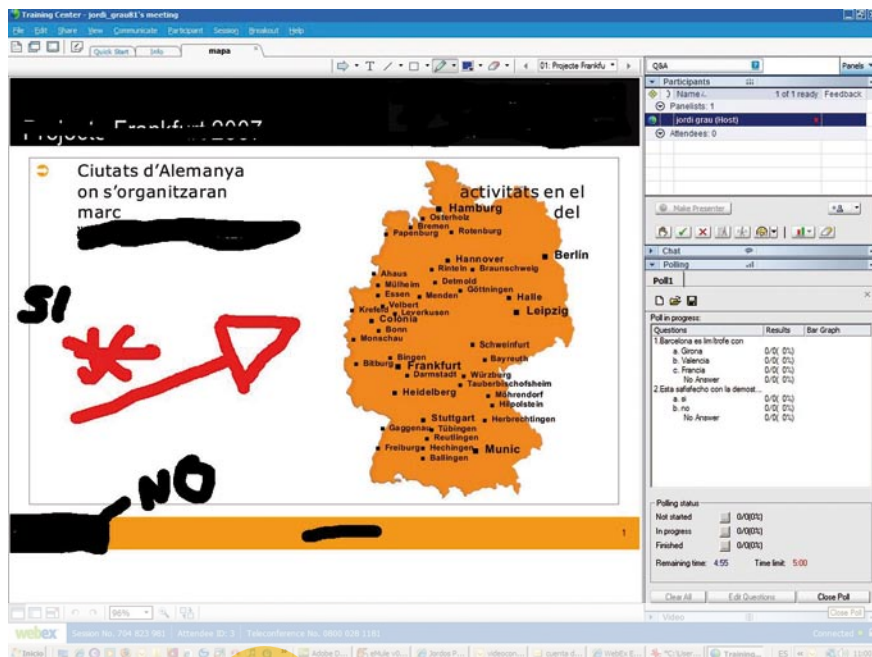 Training Center - jordi_grau81's meeting
File Edit Share View Communicate Participant Session Breakout Help
Quick Start Info mapa
01: Projecte Frankfu
Q&A Panels
Participants
Name 1 of 1 ready Feedback
Panelists: 1
jordi grau (Host)
Attendees: 0
Make Presenter
Chat
Polling
Poll1
Poll in progress:
Questions Results Bar Graph
1.Barcelona es limítrofe con
a. Girona 0/0( 0%)
b. Valencia 0/0( 0%)
c. Francia 0/0( 0%)
No Answer
2.Esta satisfecho con la demost...
a. si 0/0( 0%)
b. no 0/0( 0%)
No Answer
Polling status
Not started 0/0(0%)
In progress 0/0(0%)
Finished 0/0(0%)
Remaining time: 4:55 Time limit: 5:00
Clear All Edit Questions Close Poll
Close Poll
Video
Projecte Frankfurt 2007
Ciutats d'Alemanya
on s'organitzaran activitats en el
marc del
SI
NO
Hamburg
Osterholz
Bremen
Papenburg Rotenburg
Berlín
Hannover
Rinteln Braunschweig
Ahaus
Detmold
Mülheim
Göttingen
Essen Menden Halle
Velbert
Krefeld Leverkusen Leipzig
Colonia
Bonn
Monschau
Schweinfurt
Bingen Bayreuth
Bitburg Frankfurt
Darmstadt Würzburg
Tauberbischofsheim
Heidelberg Möhrendorf
Hilpolstein
Stuttgart Herbrechtingen
Gaggenau Tübingen
Reutlingen
Freiburg Hechingen Munic
Ballingen
1
96%
webex Session No. 704 823 981 Attendee ID: 3 Teleconference No. 0800 028 1181 Connected
Inicio Adobe D... eMule v0... Jordos P... videocon... cuenta d... WebEx E... "C:\User... Training... ES 11:00